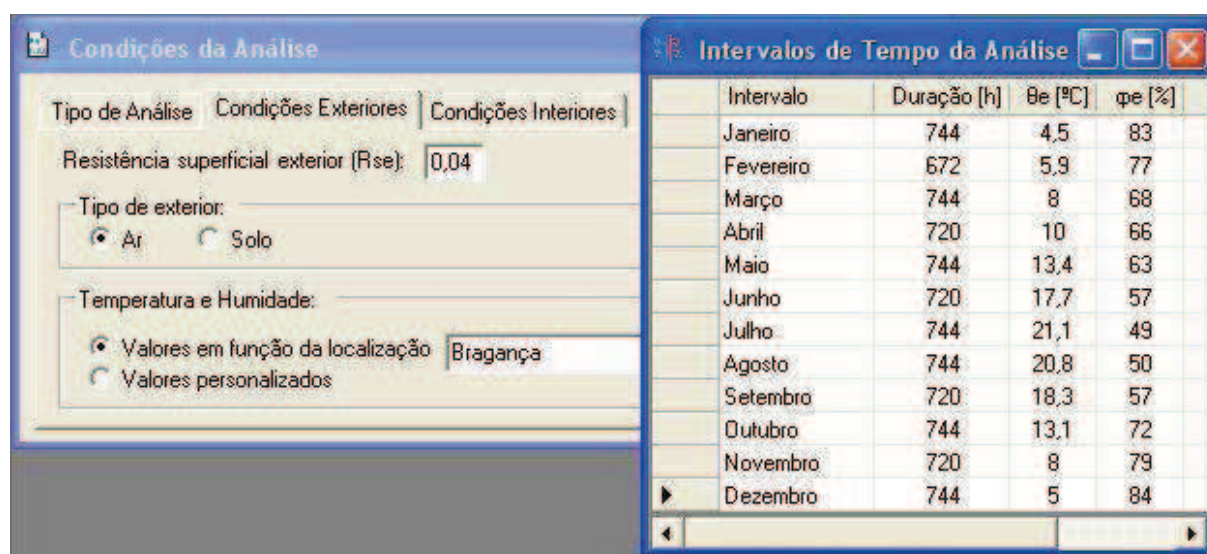 Condições da Análise
Tipo de Análise Condições Exteriores Condições Interiores
Resistência superficial exterior (Rse): 0,04
Tipo de exterior:
Ar Solo
Temperatura e Humidade:
Valores em função da localização Bragança
Valores personalizados
Intervalos de Tempo da Análise
Intervalo Duração [h] θe [ºC] φe [%]
Janeiro 744 4,5 83
Fevereiro 672 5,9 77
Março 744 8 68
Abril 720 10 66
Maio 744 13,4 63
Junho 720 17,7 57
Julho 744 21,1 49
Agosto 744 20,8 50
Setembro 720 18,3 57
Outubro 744 13,1 72
Novembro 720 8 79
Dezembro 744 5 84